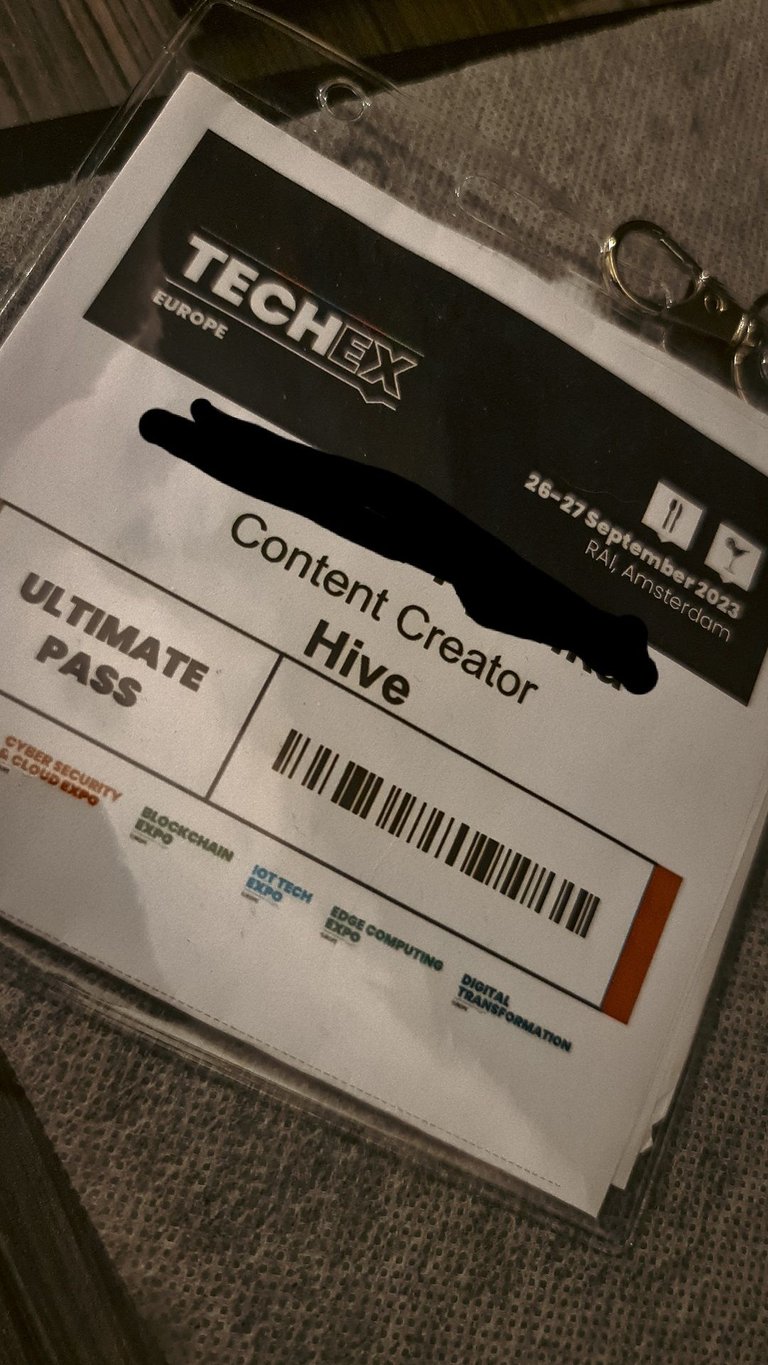 TECHEX
EUROPE
26–27 September 2023
RAI, Amsterdam
Content Creator
Hive
ULTIMATE
PASS
CYBER SECURITY
& CLOUD EXPO
BLOCKCHAIN
EXPO
IOT TECH
EXPO
EDGE COMPUTING
EXPO
DIGITAL
TRANSFORMATION